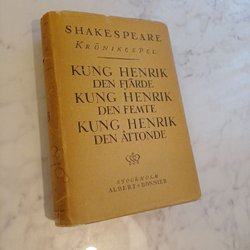 SHAKESPEARE
KRÖNIKESPEL
KUNG HENRIK
DEN FJÄRDE
KUNG HENRIK
DEN FEMTE
KUNG HENRIK
DEN ÅTTONDE
STOCKHOLM
ALBERT BONNIER